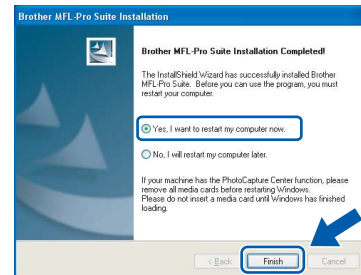 Brother MFL-Pro Suite Installation
Brother MFL-Pro Suite Installation Completed!
The InstallShield Wizard has successfully installed Brother
MFL-Pro Suite. Before you can use the program, you must
restart your computer.
Yes, I want to restart my computer now.
No, I will restart my computer later.
If your machine has the PhotoCapture Center function, please
remove all media cards before restarting Windows.
Please do not insert a media card until Windows has finished
loading.
< Back
Finish
Cancel